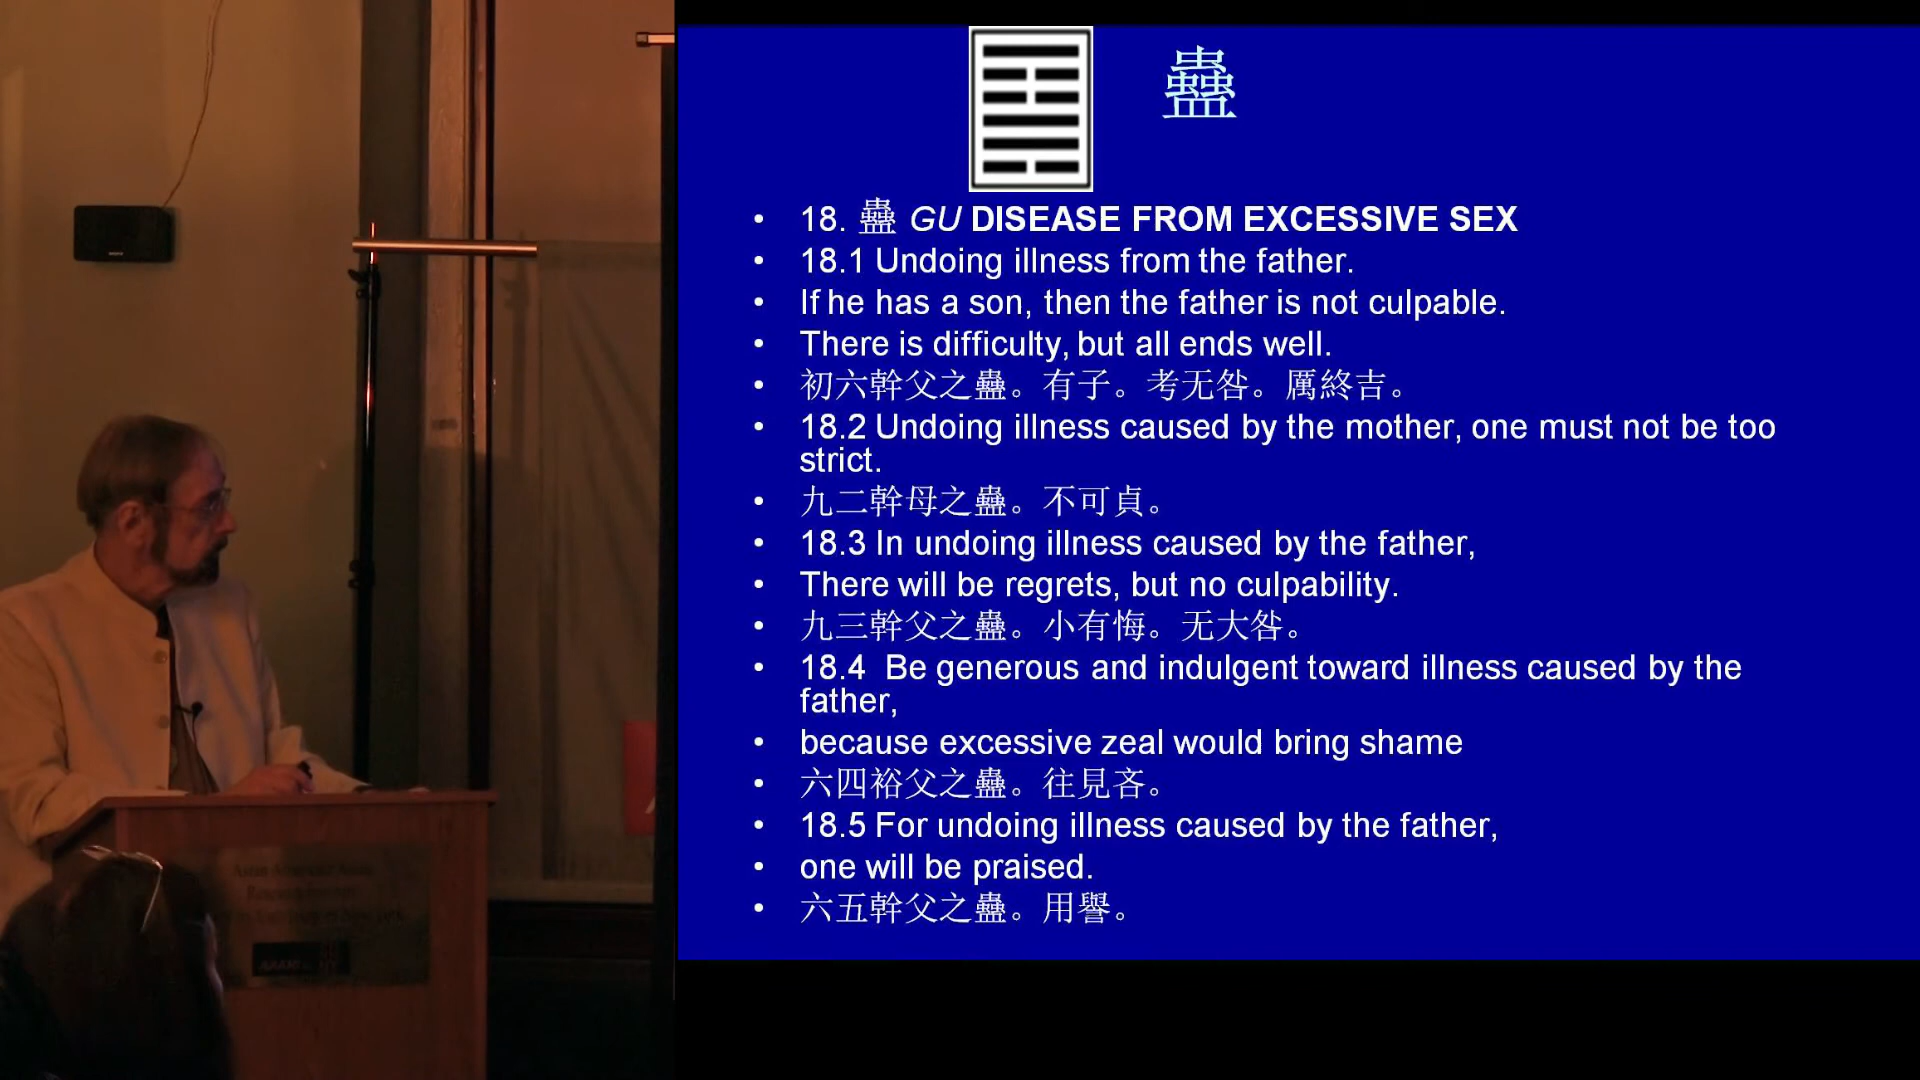 蠱
18. 蠱 GU DISEASE FROM EXCESSIVE SEX
18.1 Undoing illness from the father.
If he has a son, then the father is not culpable.
There is difficulty, but all ends well.
初六幹父之蠱。有子。考无咎。厲終吉。
18.2 Undoing illness caused by the mother, one must not be too
strict.
九二幹母之蠱。不可貞。
18.3 In undoing illness caused by the father,
There will be regrets, but no culpability.
九三幹父之蠱。小有悔。无大咎。
18.4 Be generous and indulgent toward illness caused by the
father,
because excessive zeal would bring shame
六四裕父之蠱。往見吝。
18.5 For undoing illness caused by the father,
one will be praised.
六五幹父之蠱。用譽。